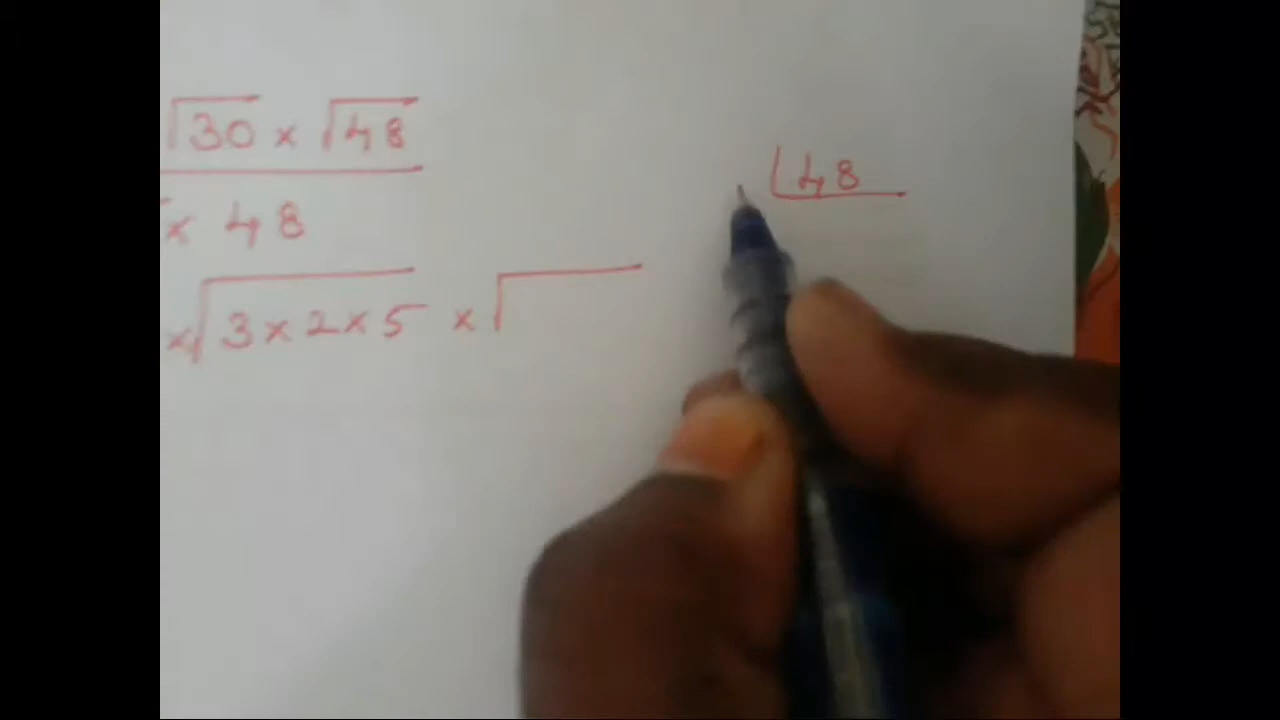 √30 × √48
48
× 48
×√3×2×5 × √